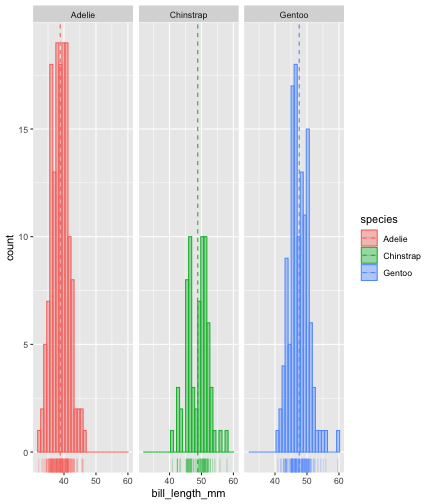 Adelie
Chinstrap
Gentoo
15
10
5
0
count
40 50 60
40 50 60
40 50 60
bill_length_mm
species
Adelie
Chinstrap
Gentoo